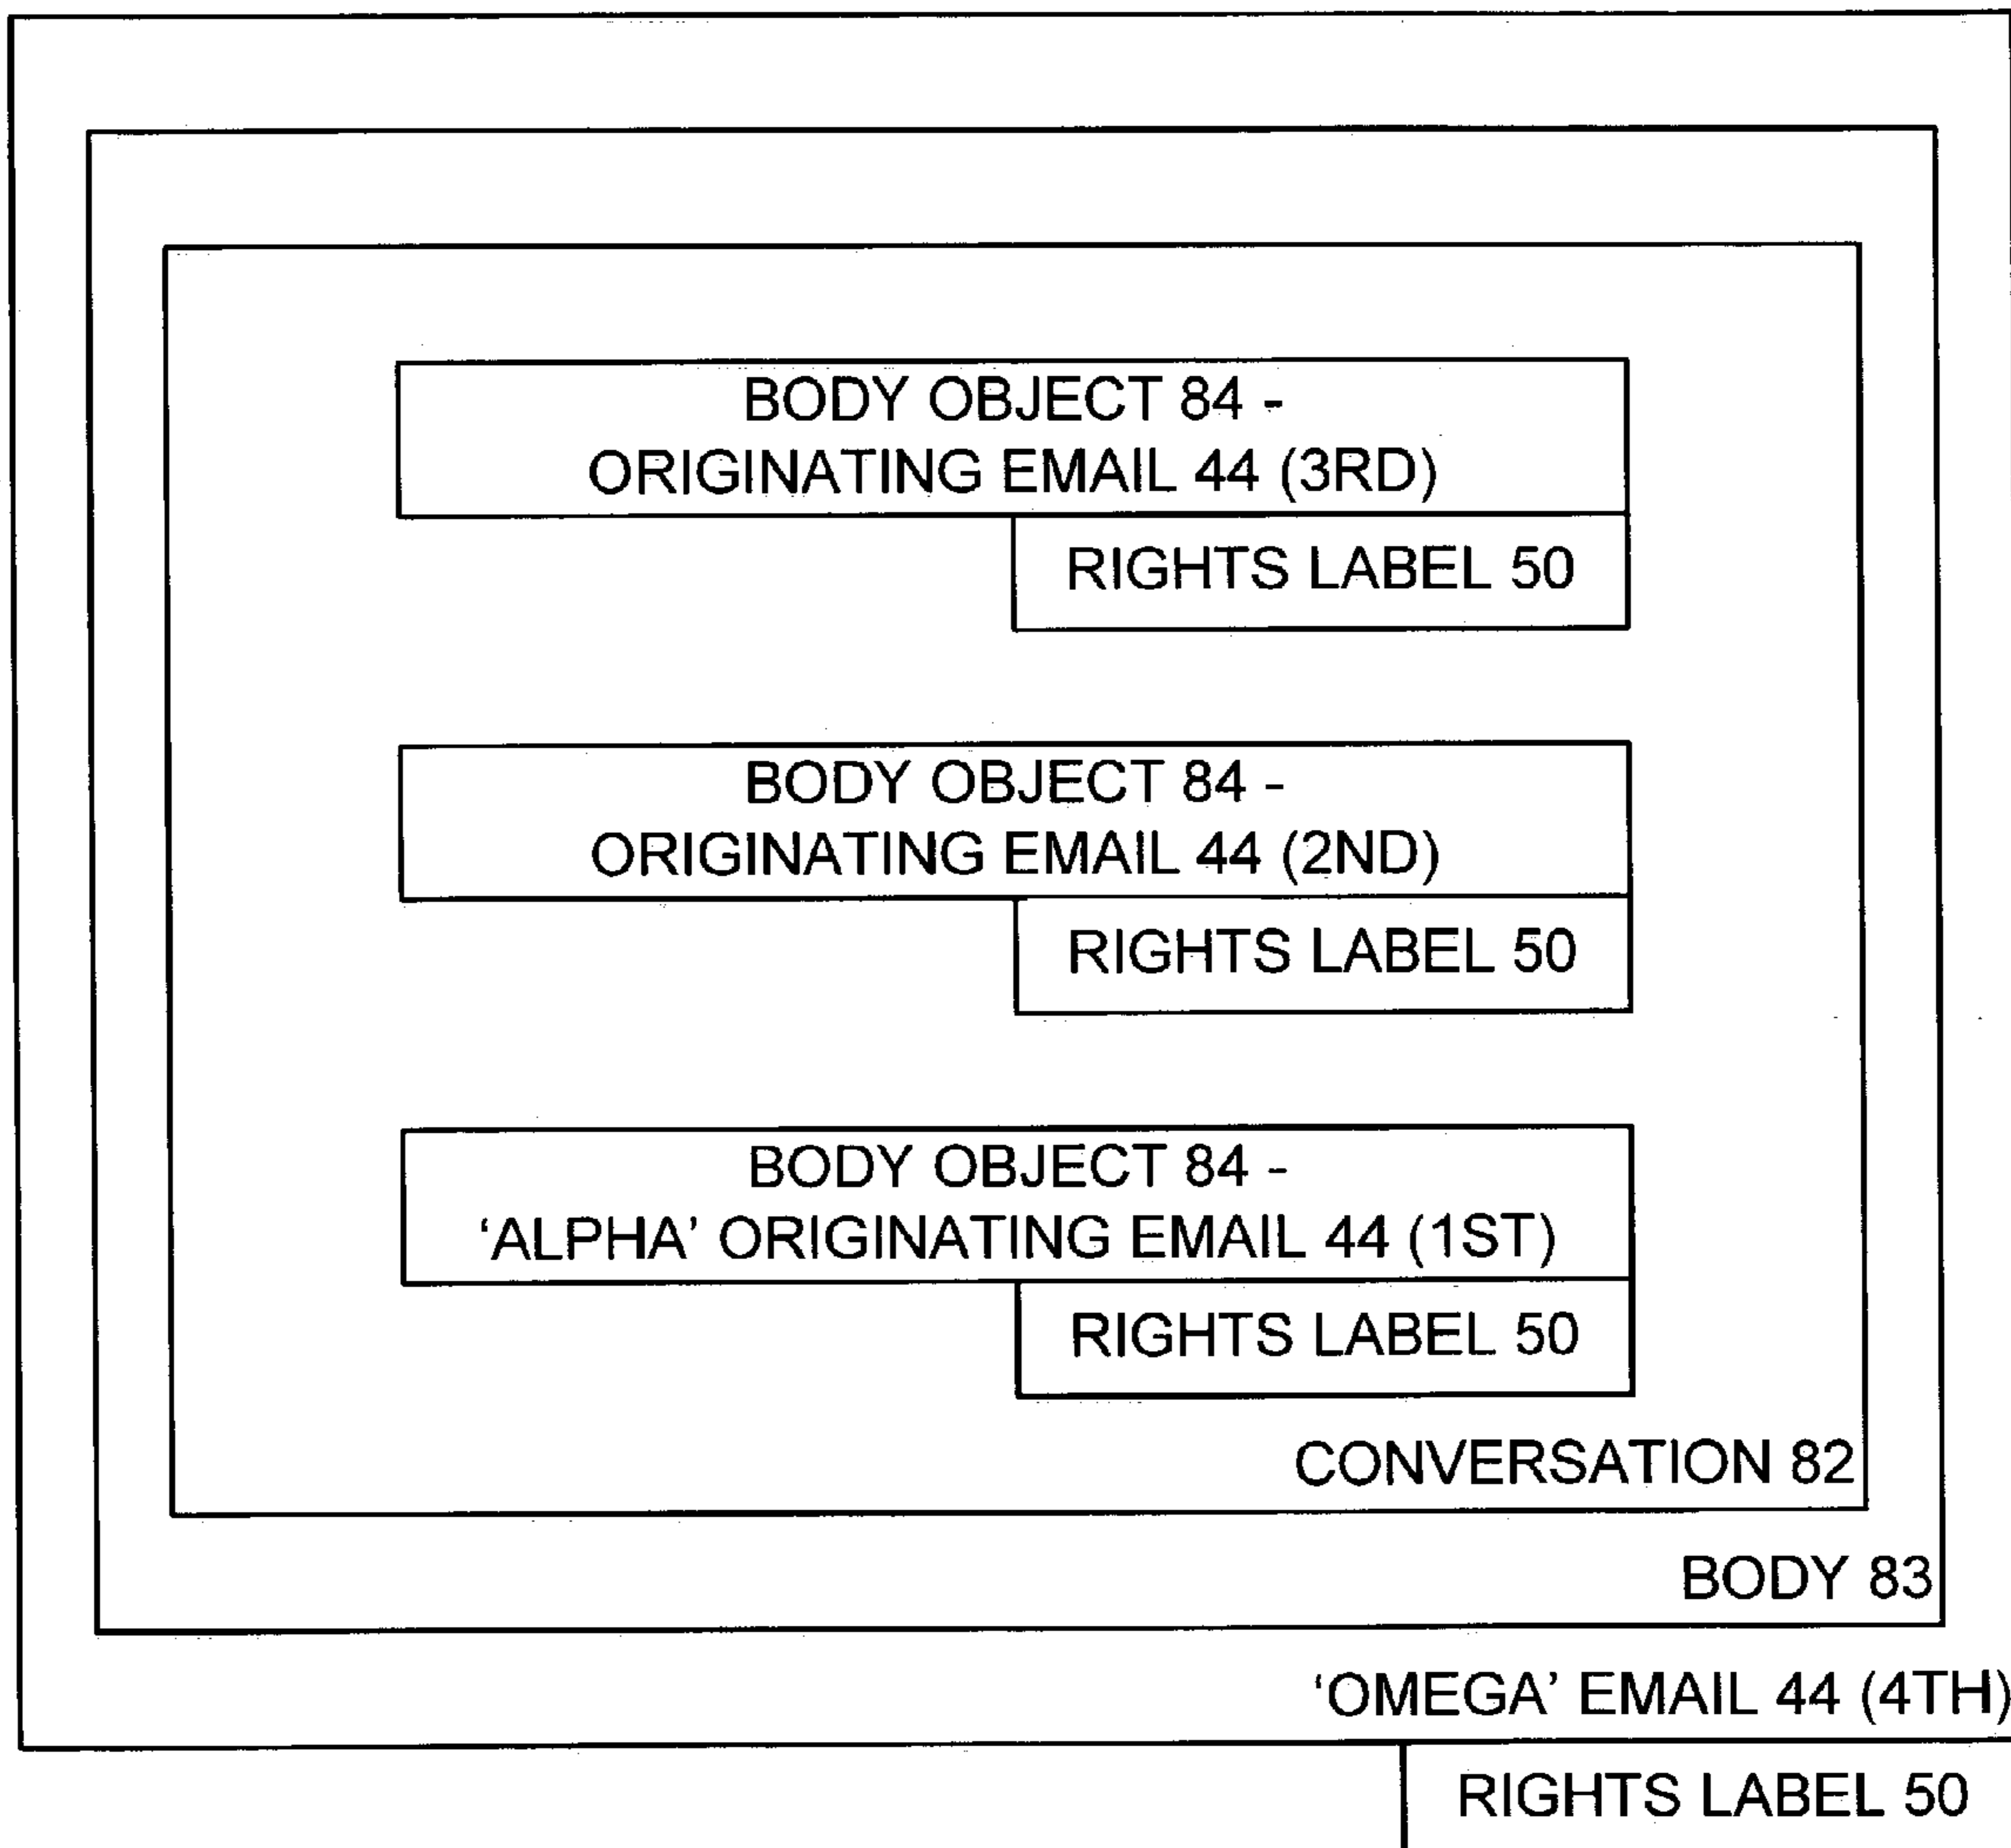 BODY OBJECT 84 -
ORIGINATING EMAIL 44 (3RD)
RIGHTS LABEL 50
BODY OBJECT 84 -
ORIGINATING EMAIL 44 (2ND)
RIGHTS LABEL 50
BODY OBJECT 84 -
‘ALPHA’ ORIGINATING EMAIL 44 (1ST)
RIGHTS LABEL 50
CONVERSATION 82
BODY 83
‘OMEGA’ EMAIL 44 (4TH)
RIGHTS LABEL 50